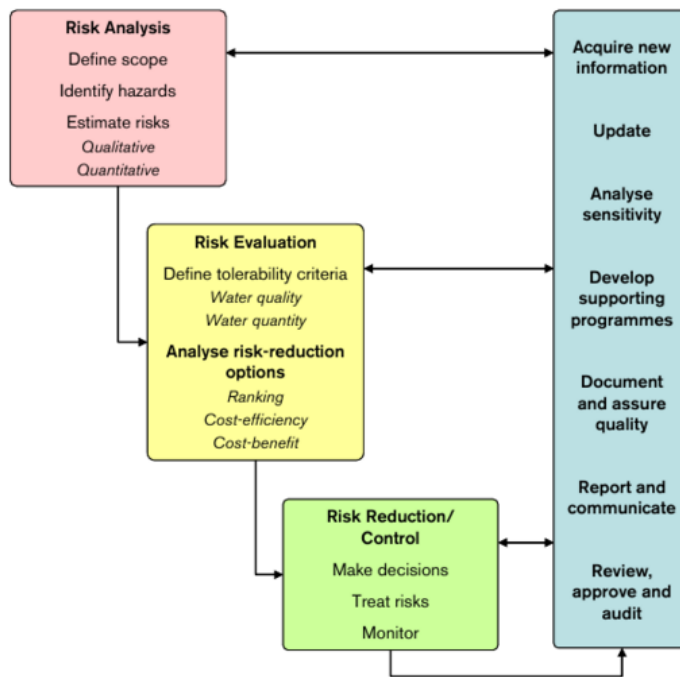 Risk Analysis
Define scope
Identify hazards
Estimate risks
Qualitative
Quantitative
Risk Evaluation
Define tolerability criteria
Water quality
Water quantity
Analyse risk-reduction
options
Ranking
Cost-efficiency
Cost-benefit
Risk Reduction/
Control
Make decisions
Treat risks
Monitor
Acquire new
information
Update
Analyse
sensitivity
Develop
supporting
programmes
Document
and assure
quality
Report and
communicate
Review,
approve and
audit